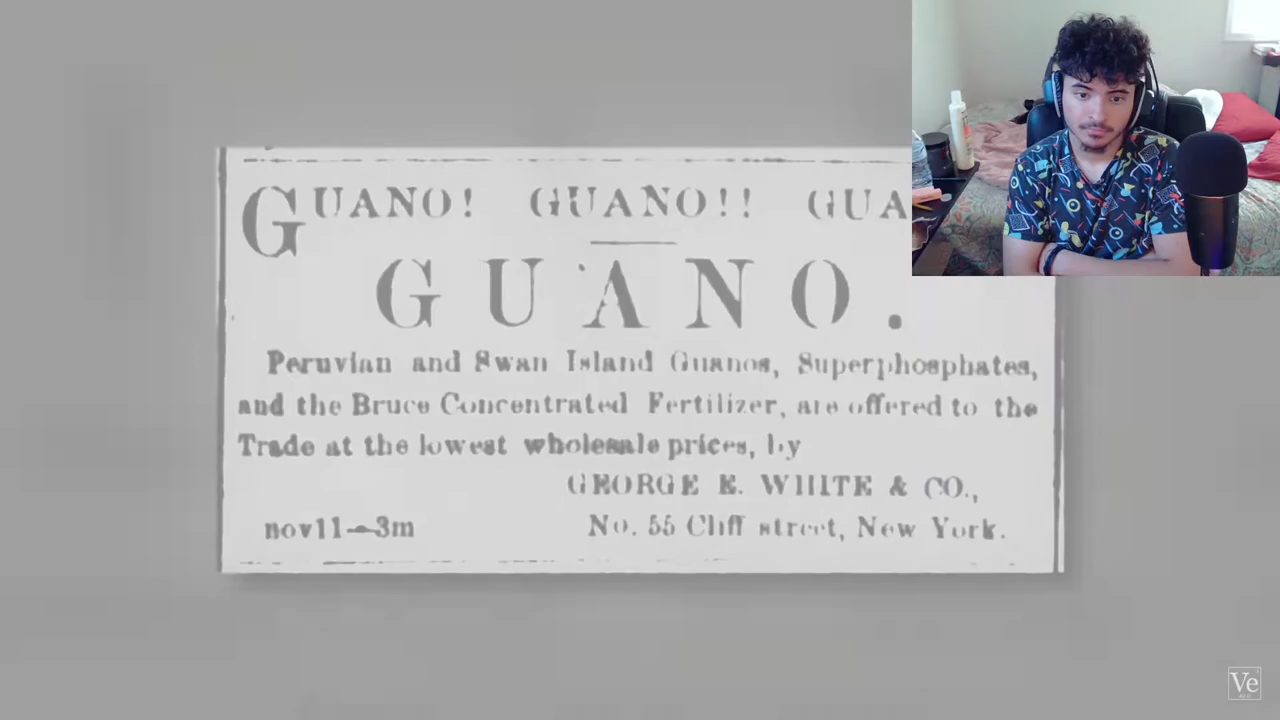 GUANO! GUANO!! GUA
GUANO.
Peruvian and Swan Island Guanos, Superphosphates,
and the Bruce Concentrated Fertilizer, are offered to the
Trade at the lowest wholesale prices, by
GEORGE E. WHITE & CO.,
nov11—3m No. 55 Cliff street, New York.
Ve